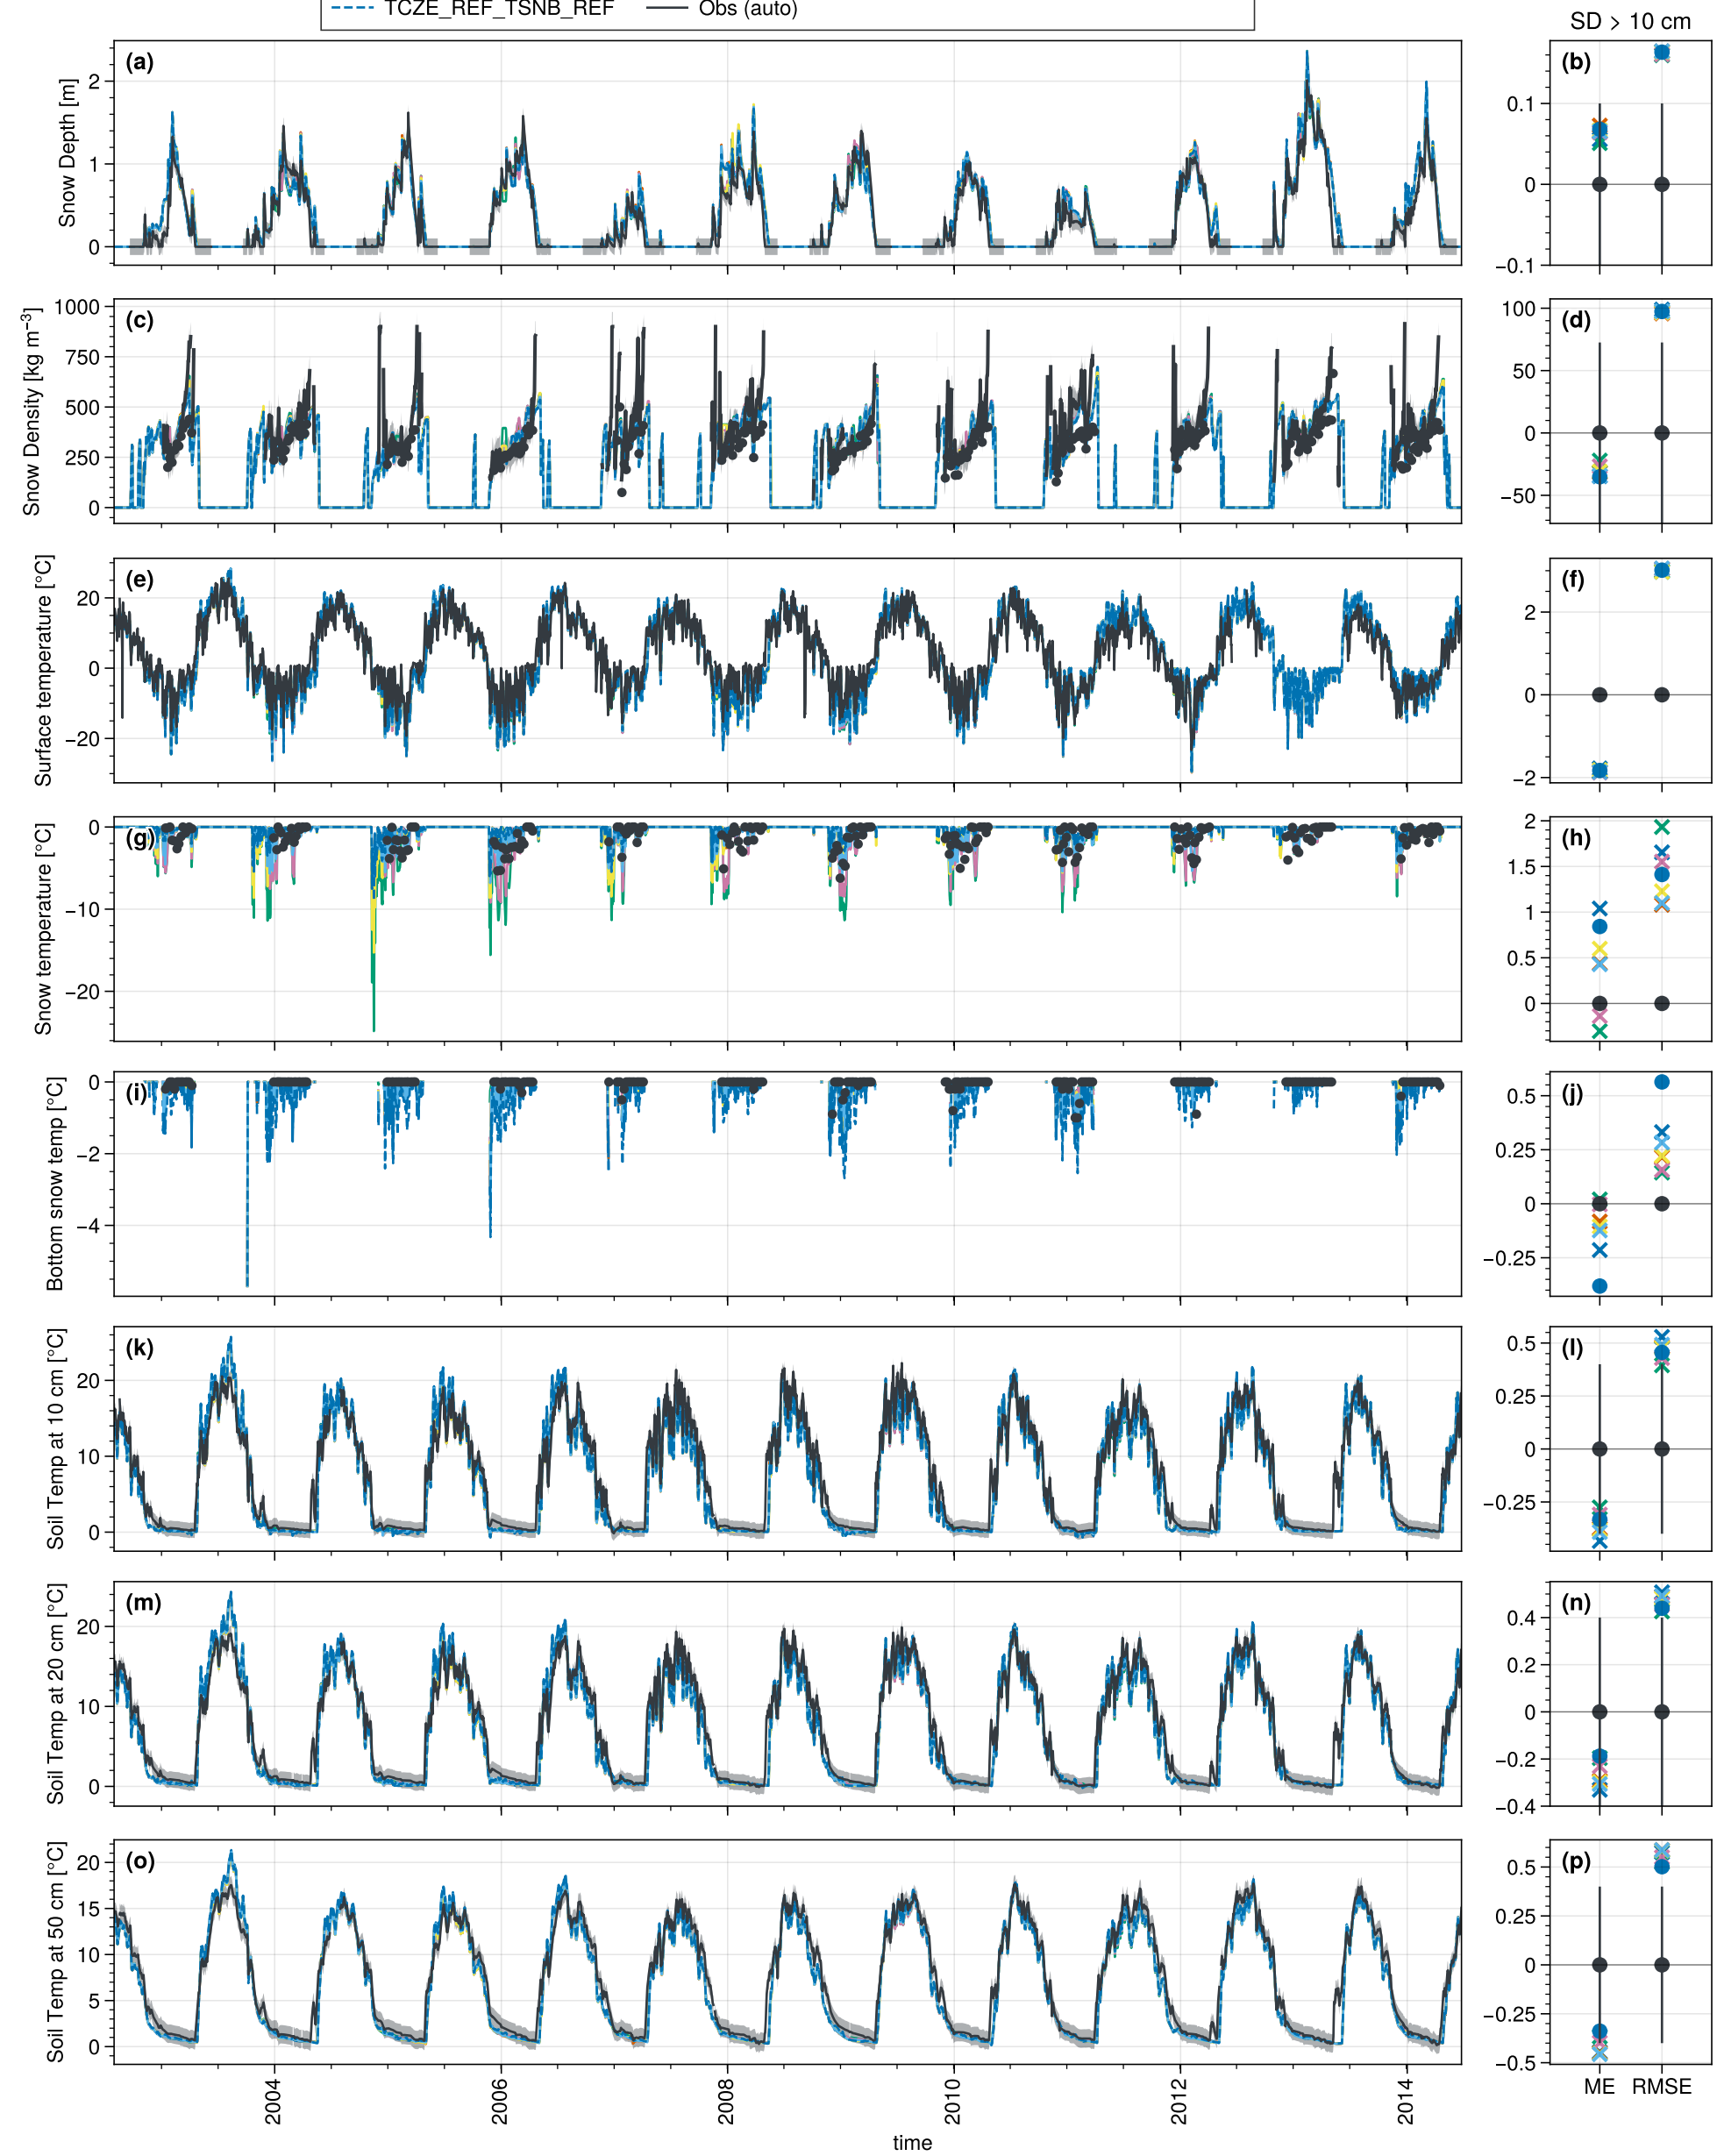 TCZE_REF_TSNB_REF Obs (auto)
SD > 10 cm
(a)
Snow Depth [m]
2
1
0
(b)
0.1
0
−0.1
(c)
Snow Density [kg m−3]
1000
750
500
250
0
(d)
100
50
0
−50
(e)
Surface temperature [°C]
20
0
−20
(f)
2
0
−2
(g)
Snow temperature [°C]
0
−10
−20
(h)
2
1.5
1
0.5
0
(i)
Bottom snow temp [°C]
0
−2
−4
(j)
0.5
0.25
0
−0.25
(k)
Soil Temp at 10 cm [°C]
20
10
0
(l)
0.5
0.25
0
−0.25
(m)
Soil Temp at 20 cm [°C]
20
10
0
(n)
0.4
0.2
0
−0.2
−0.4
(o)
Soil Temp at 50 cm [°C]
20
15
10
5
0
(p)
0.5
0.25
0
−0.25
−0.5
2004 2006 2008 2010 2012 2014
ME RMSE
time